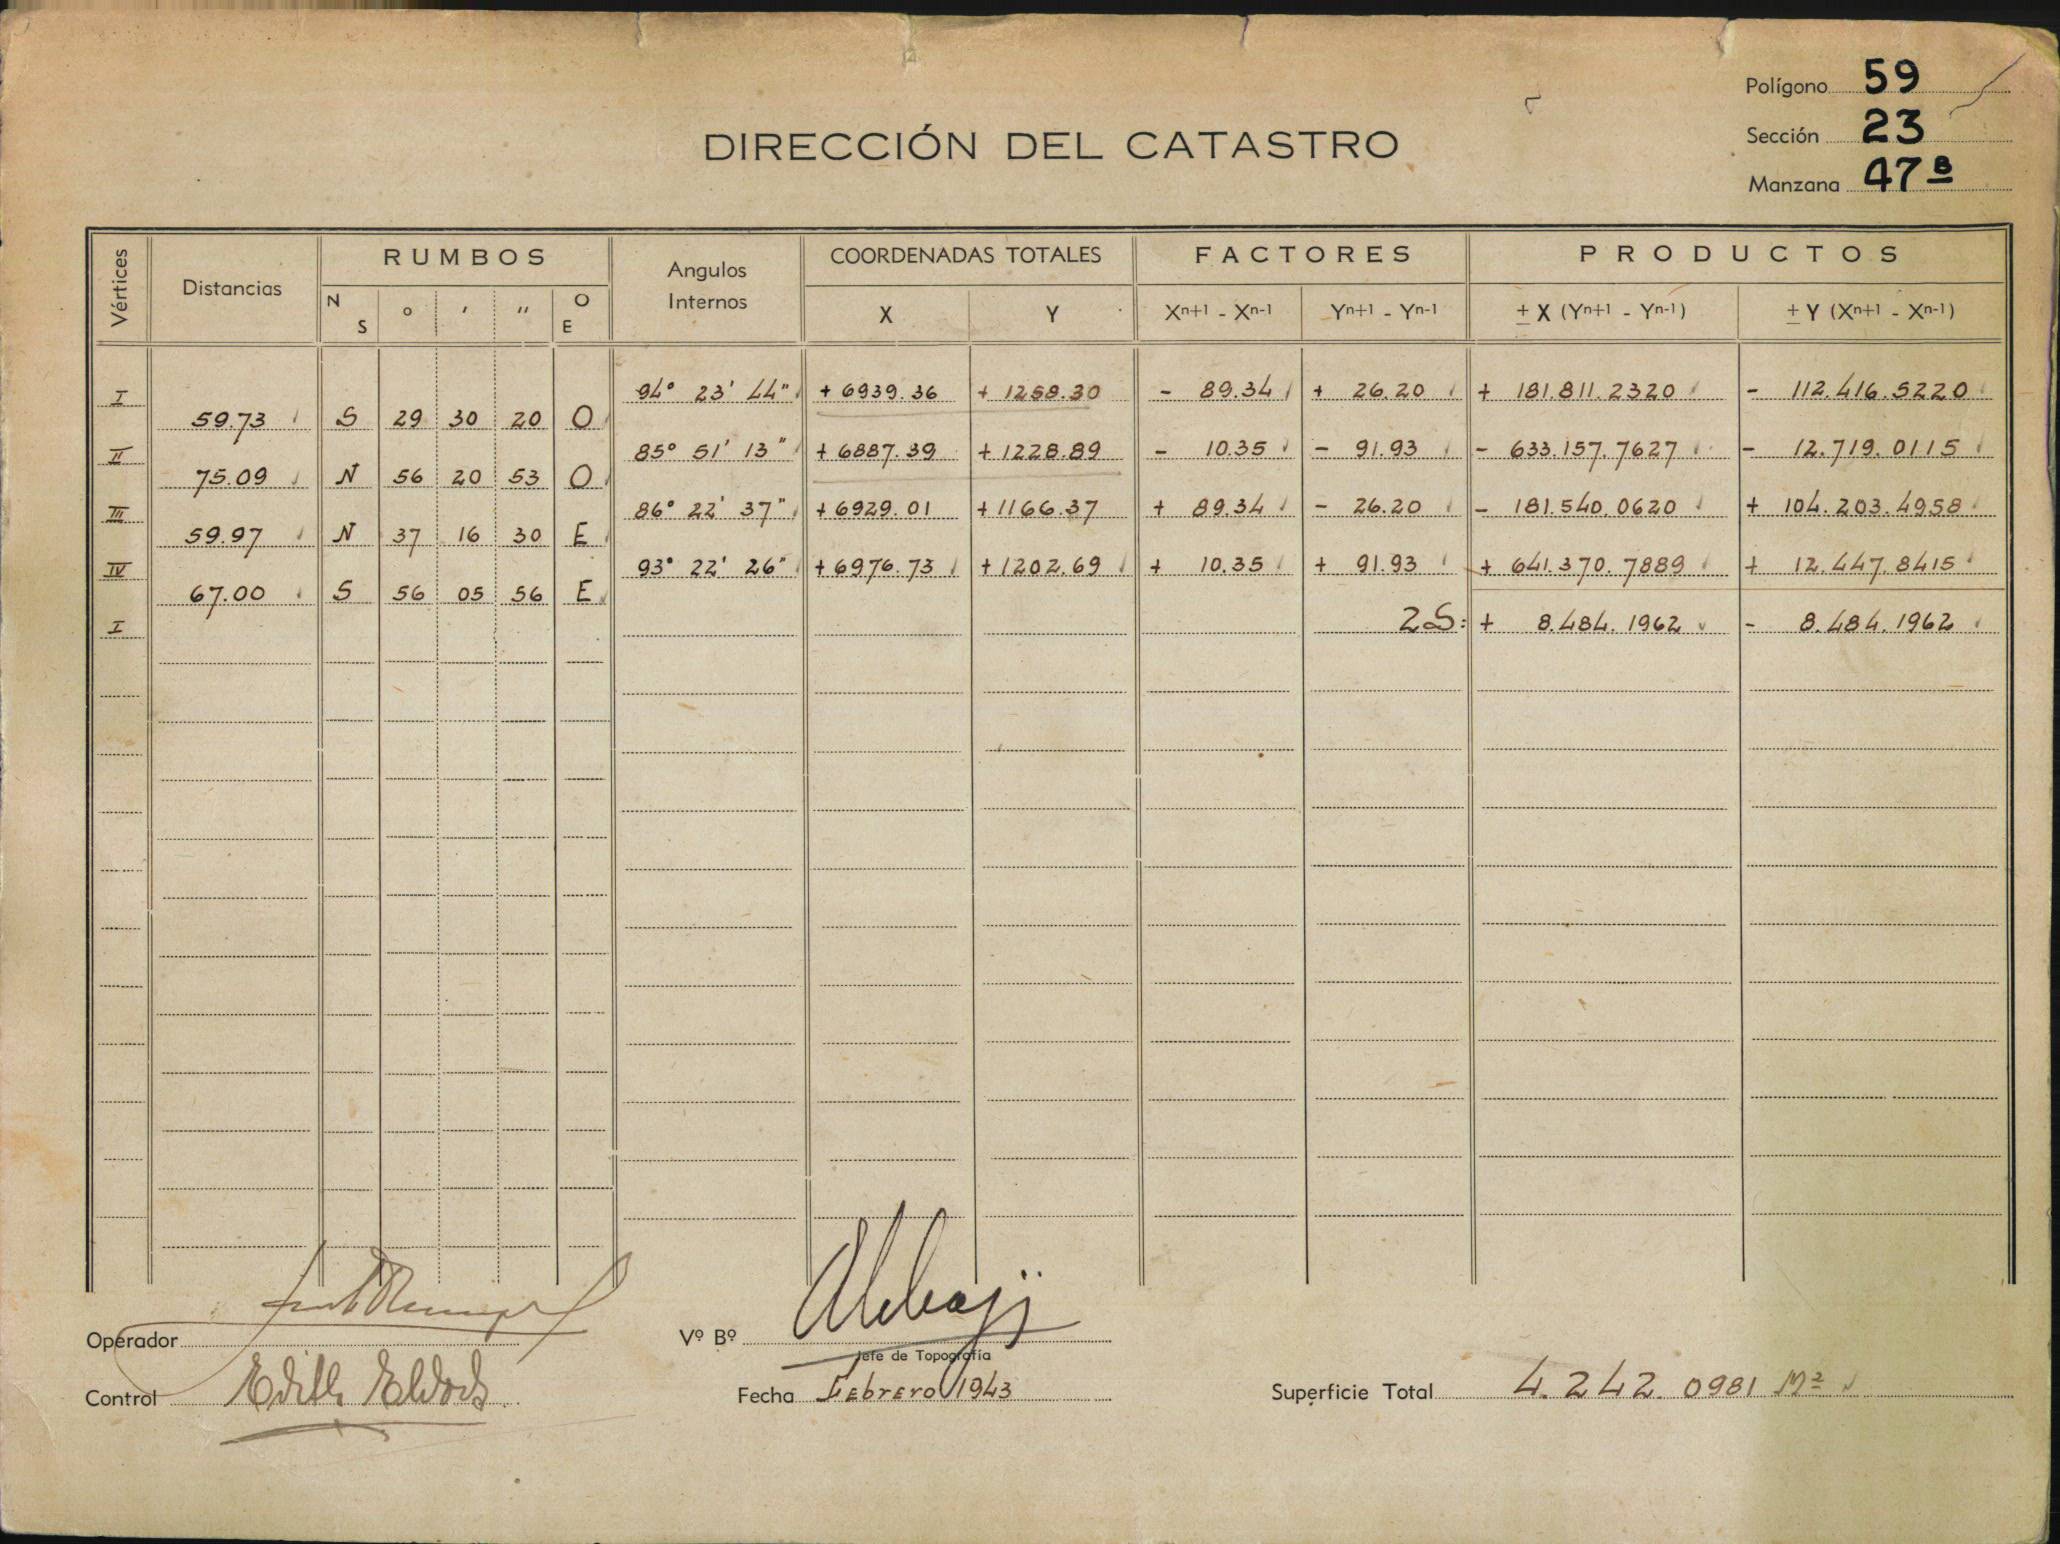 Polígono 59
Sección 23
Manzana 47 B
DIRECCIÓN DEL CATASTRO
Vértices Distancias RUMBOS Angulos Internos COORDENADAS TOTALES FACTORES PRODUCTOS
N S ° ' " O E X Y Xn+1 - Xn-1 Yn+1 - Yn-1 ± X (Yn+1 - Yn-1) ± Y (Xn+1 - Xn-1)
I 94° 23' 44" + 6939.36 + 1258.30 - 89.34 + 26.20 + 181.811.2320 - 112.416.5220
59.73 S 29 30 20 O
II 85° 51' 13" + 6887.39 + 1228.89 - 10.35 - 91.93 - 633.157.7627 - 12.719.0115
75.09 N 56 20 53 O
III 86° 22' 37" + 6929.01 + 1166.37 + 89.34 - 26.20 - 181.540.0620 + 104.203.4958
59.97 N 37 16 30 E
IV 93° 22' 26" + 6976.73 + 1202.69 + 10.35 + 91.93 + 641.370.7889 + 12.447.8415
67.00 S 56 05 56 E
I 2S: + 8.484.1962 - 8.484.1962
Operador
Vº Bº
Jefe de Topografía
Control Edith
Fecha Febrero 1943
Superficie Total 4.242.0981 M²